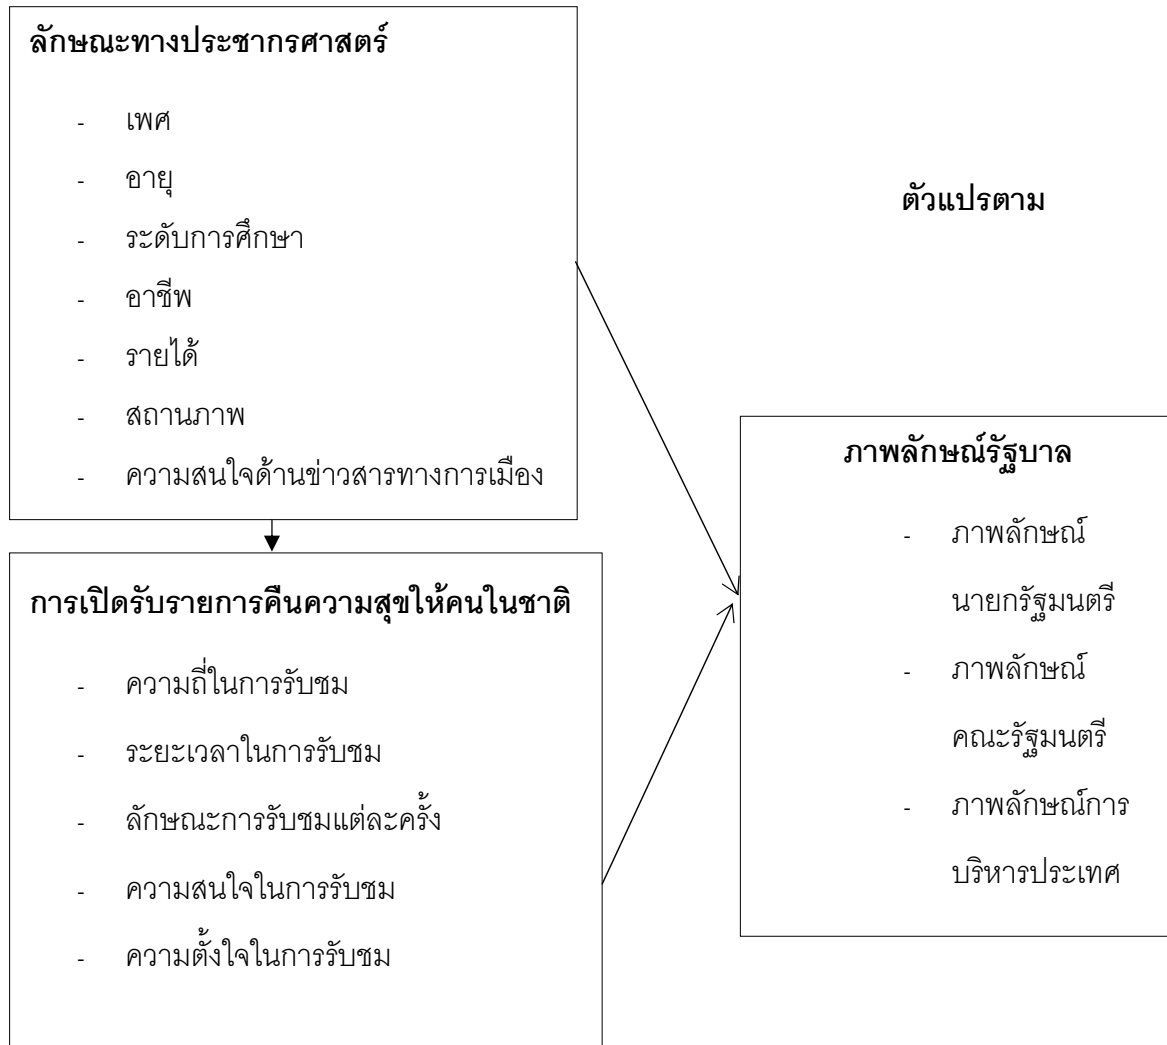 ลักษณะทางประชากรศาสตร์
- เพศ
- อายุ
- ระดับการศึกษา
- อาชีพ
- รายได้
- สถานภาพ
- ความสนใจด้านข่าวสารทางการเมือง
การเปิดรับรายการคืนความสุขให้คนในชาติ
- ความถี่ในการรับชม
- ระยะเวลาในการรับชม
- ลักษณะการรับชมแต่ละครั้ง
- ความสนใจในการรับชม
- ความตั้งใจในการรับชม
ตัวแปรตาม
ภาพลักษณ์รัฐบาล
- ภาพลักษณ์
นายกรัฐมนตรี
- ภาพลักษณ์
คณะรัฐมนตรี
- ภาพลักษณ์การ
บริหารประเทศ